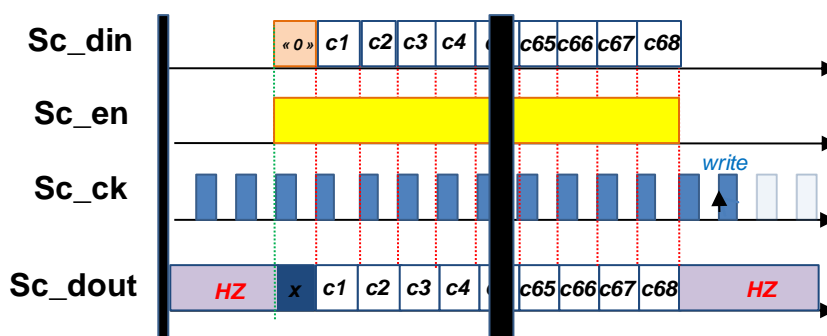 Sc_din « 0 » c1 c2 c3 c4 c65 c66 c67 c68
Sc_en
write
Sc_ck
Sc_dout HZ x c1 c2 c3 c4 c65 c66 c67 c68 HZ